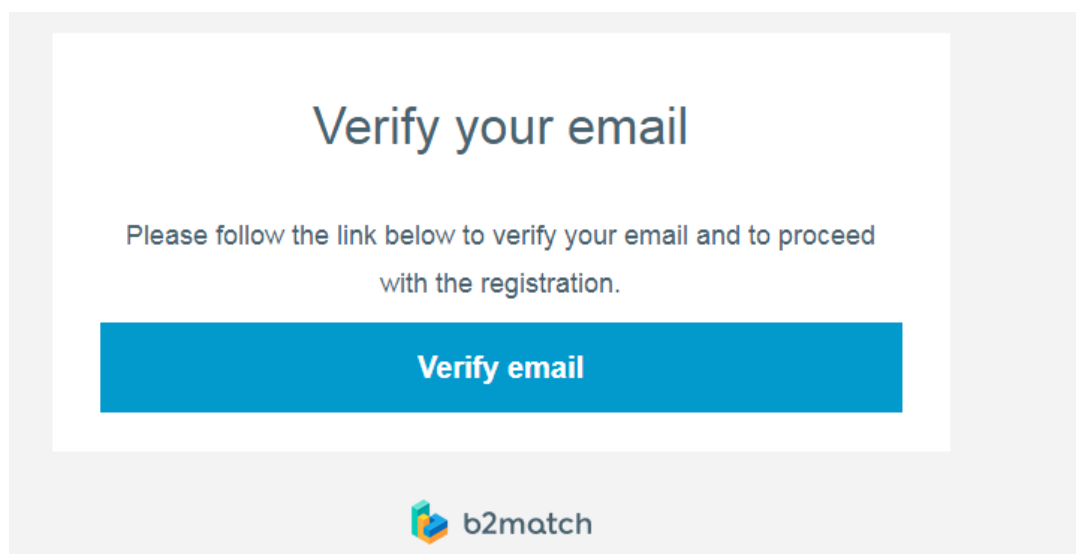 Verify your email
Please follow the link below to verify your email and to proceed
with the registration.
Verify email
b2match